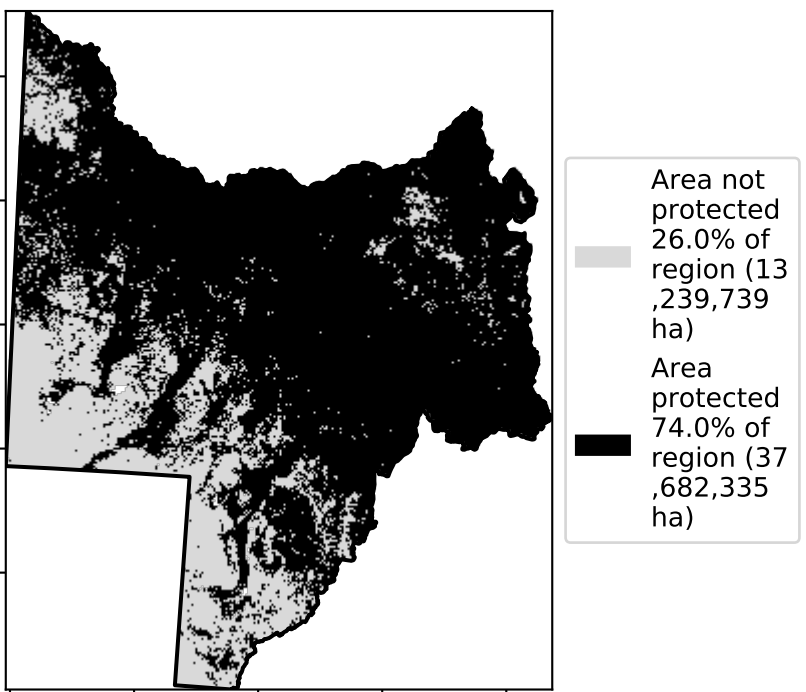 Area not
protected
26.0% of
region (13
,239,739
ha)
Area
protected
74.0% of
region (37
,682,335
ha)